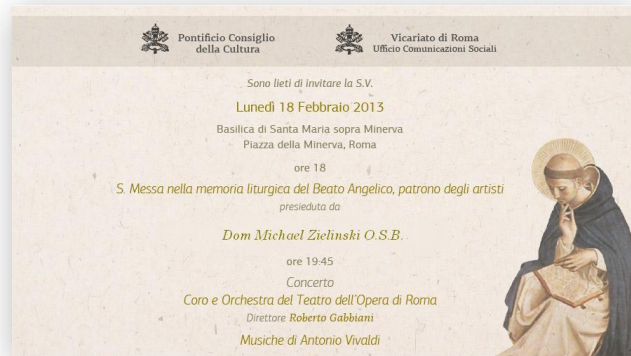 Pontificio Consiglio
della Cultura
Vicariato di Roma
Ufficio Comunicazioni Sociali
Sono lieti di invitare la S.V.
Lunedì 18 Febbraio 2013
Basilica di Santa Maria sopra Minerva
Piazza della Minerva, Roma
ore 18
S. Messa nella memoria liturgica del Beato Angelico, patrono degli artisti
presieduta da
Dom Michael Zielinski O.S.B.
ore 19:45
Concerto
Coro e Orchestra del Teatro dell'Opera di Roma
Direttore Roberto Gabbiani
Musiche di Antonio Vivaldi